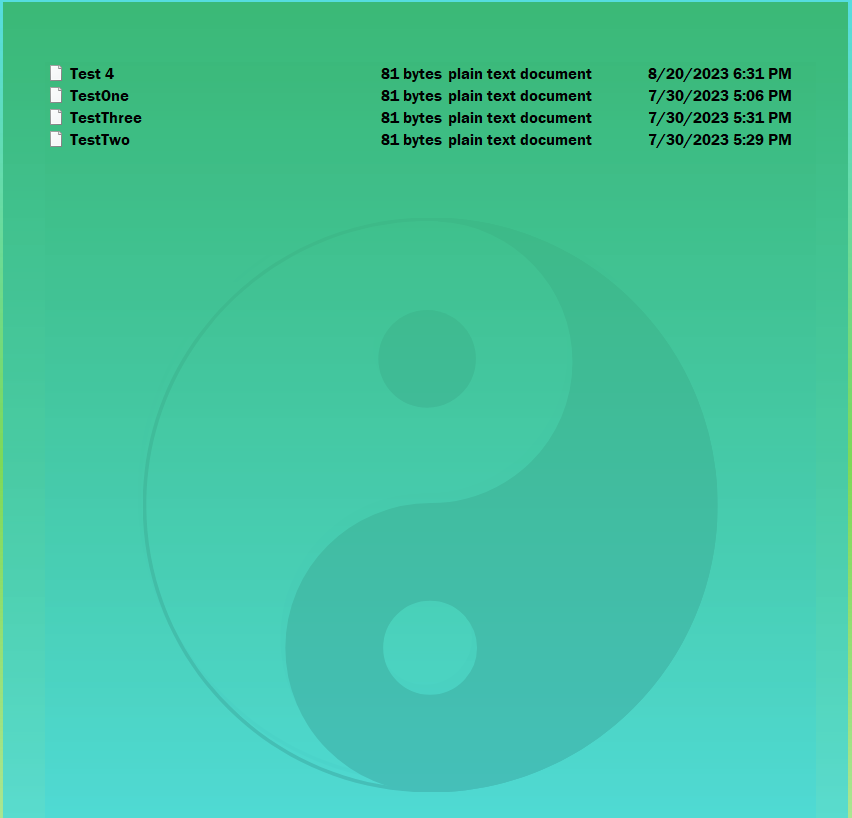 Test 4 81 bytes plain text document 8/20/2023 6:31 PM
TestOne 81 bytes plain text document 7/30/2023 5:06 PM
TestThree 81 bytes plain text document 7/30/2023 5:31 PM
TestTwo 81 bytes plain text document 7/30/2023 5:29 PM